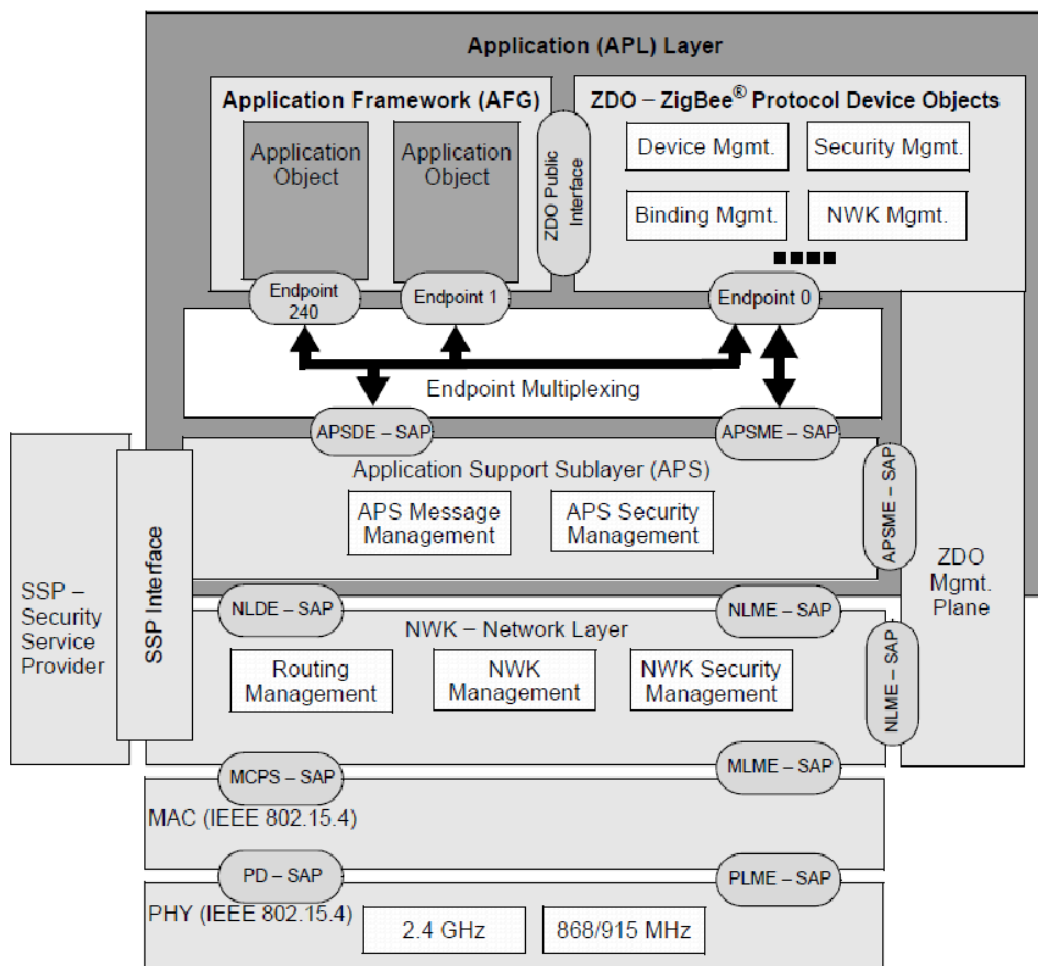 Application (APL) Layer
Application Framework (AFG)
Application
Object
Application
Object
ZDO Public
Interface
ZDO – ZigBee® Protocol Device Objects
Device Mgmt.
Security Mgmt.
Binding Mgmt.
NWK Mgmt.
Endpoint
240
Endpoint 1
Endpoint 0
Endpoint Multiplexing
APSDE – SAP
APSME – SAP
Application Support Sublayer (APS)
APS Message
Management
APS Security
Management
APSME – SAP
SSP –
Security
Service
Provider
SSP Interface
ZDO
Mgmt.
Plane
NLDE – SAP
NLME – SAP
NWK – Network Layer
Routing
Management
NWK
Management
NWK Security
Management
NLME – SAP
MCPS – SAP
MLME – SAP
MAC (IEEE 802.15.4)
PD – SAP
PLME – SAP
PHY (IEEE 802.15.4)
2.4 GHz
868/915 MHz